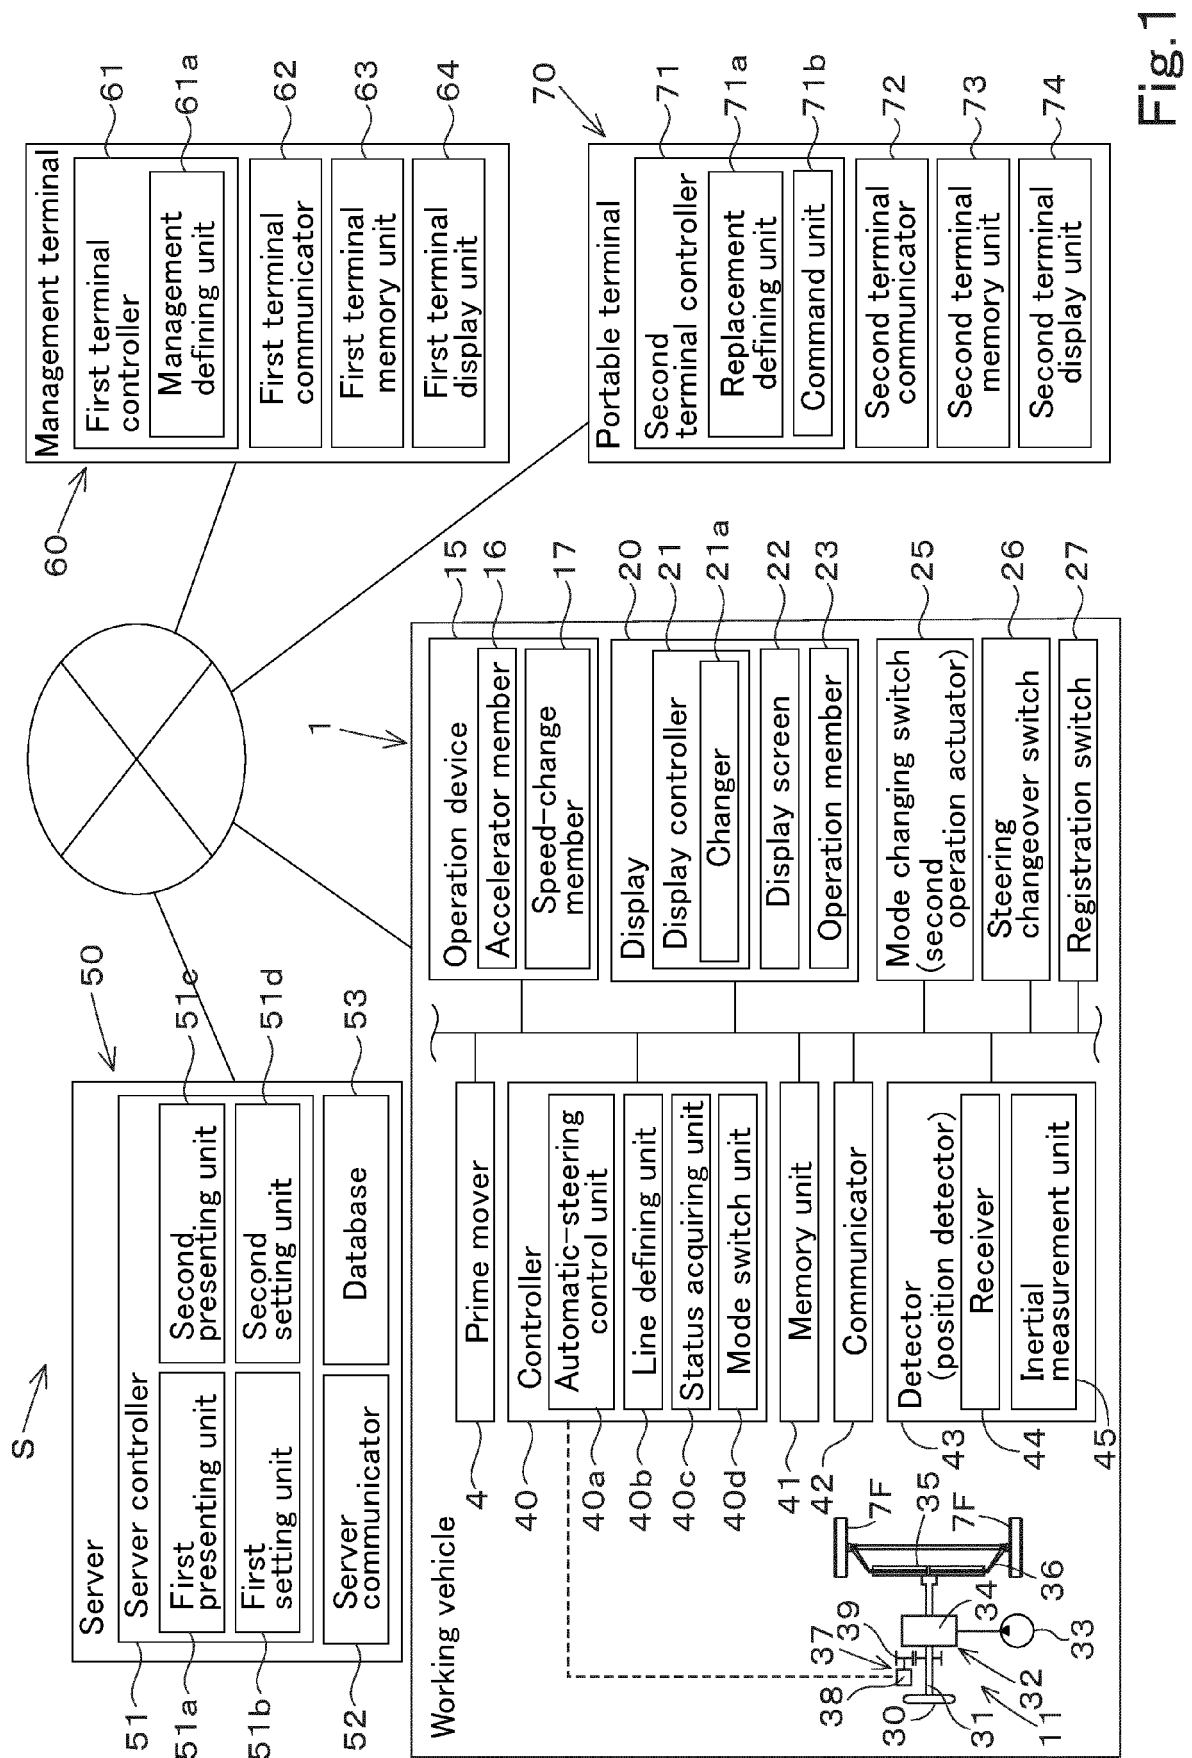 Fig.1
S
50
Server
Server controller
First
presenting unit
Second
presenting unit
First
setting unit
Second
setting unit
Server
communicator
Database
51
51a
51b
52
51c
51d
53
60
Management terminal
First terminal
controller
Management
defining unit
First terminal
communicator
First terminal
memory unit
First terminal
display unit
61
61a
62
63
64
70
Portable terminal
Second
terminal controller
Replacement
defining unit
Command unit
Second terminal
communicator
Second terminal
memory unit
Second terminal
display unit
71
71a
71b
72
73
74
1
Working vehicle
Prime mover
Controller
Automatic-steering
control unit
Line defining unit
Status acquiring unit
Mode switch unit
Memory unit
Communicator
Detector
(position detector)
Receiver
Inertial
measurement unit
4
40
40a
40b
40c
40d
41
42
43
44
45
Operation device
Accelerator member
Speed-change
member
Display
Display controller
Changer
Display screen
Operation member
Mode changing switch
(second
operation actuator)
Steering
changeover switch
Registration switch
15
16
17
20
21
21a
22
23
25
26
27
7F
35
7F
36
34
33
39
37
38
30
31
32
11